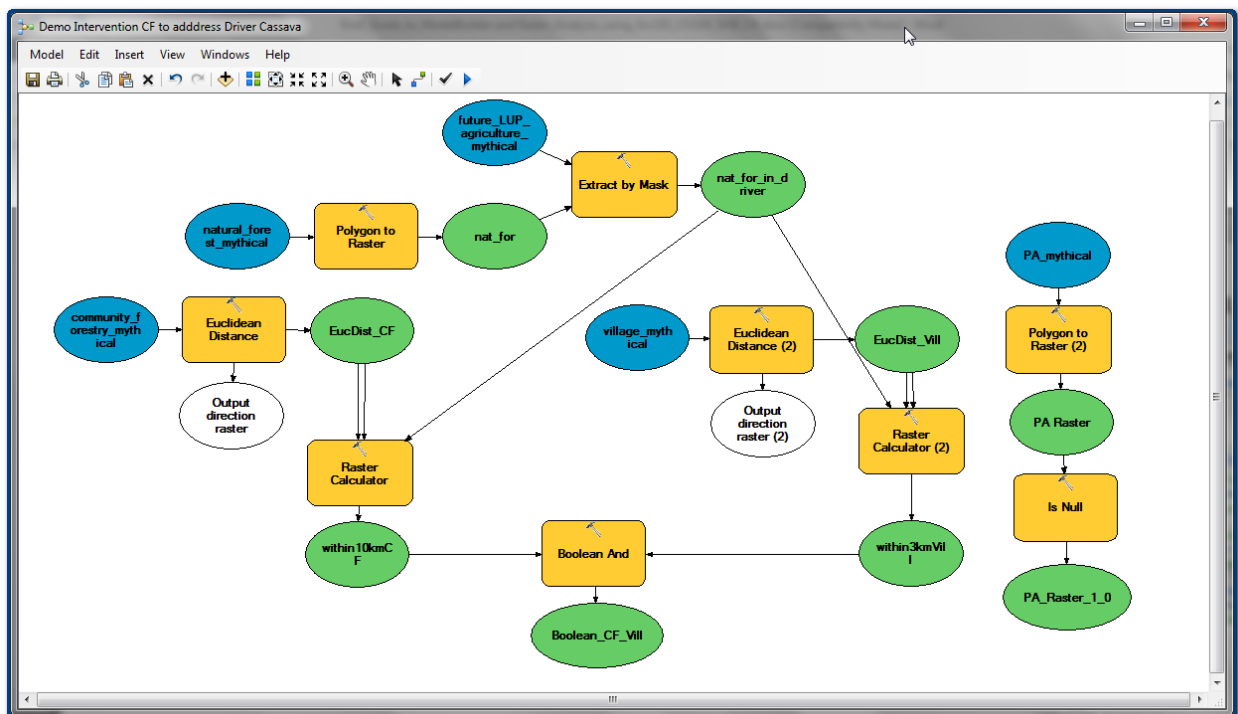 Demo Intervention CF to adddress Driver Cassava
Model Edit Insert View Windows Help
future_LUP_
agriculture_
mythical
Extract by Mask
nat_for_in_d
river
natural_fore
st_mythical
Polygon to
Raster
nat_for
PA_mythical
community_f
orestry_myth
ical
Euclidean
Distance
EucDist_CF
village_myth
ical
Euclidean
Distance (2)
EucDist_Vill
Polygon to
Raster (2)
Output
direction
raster
Output
direction
raster (2)
PA Raster
Raster
Calculator
Raster
Calculator (2)
Is Null
within10kmC
F
Boolean And
within3kmVil
l
PA_Raster_1_0
Boolean_CF_Vill